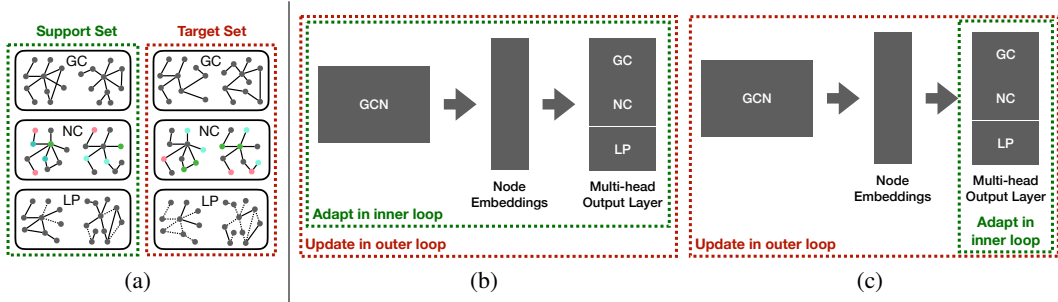 Support Set
Target Set
GC
GC
NC
NC
LP
LP
(a)
GCN
GC
NC
LP
Node
Embeddings
Multi-head
Output Layer
Adapt in inner loop
Update in outer loop
(b)
GCN
GC
NC
LP
Node
Embeddings
Multi-head
Output Layer
Adapt in
inner loop
Update in outer loop
(c)